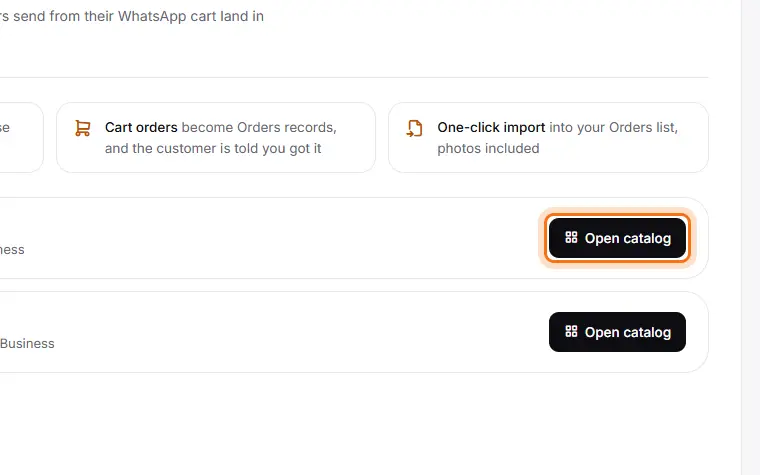 rs send from their WhatsApp cart land in
se
Cart orders become Orders records,
and the customer is told you got it
One-click import into your Orders list,
photos included
ness
Open catalog
Business
Open catalog